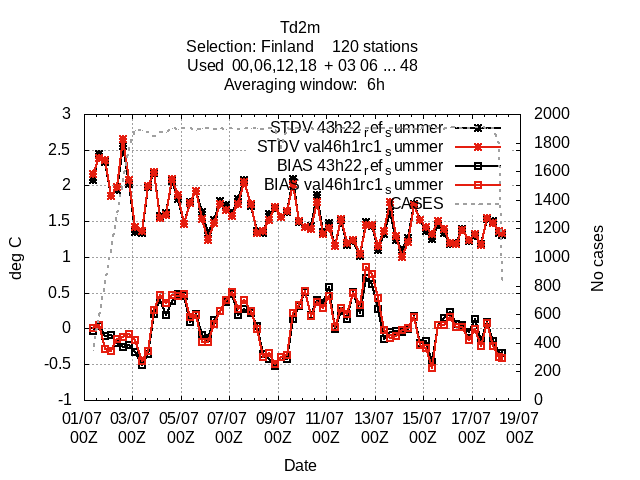 Td2m
Selection: Finland 120 stations
Used 00,06,12,18 + 03 06 ... 48
Averaging window: 6h
3 2000
STDV 43h22refsummer
2.5 1800
STDV val46h1rc1summer
BIAS 43h22refsummer
2 1600
BIAS val46h1rc1summer
CASES
1.5 1400
1 1200
0.5 1000
0 800
-0.5 600
400
200
-1 0
deg C
No cases
01/07 03/07 05/07 07/07 09/07 11/07 13/07 15/07 17/07 19/07
00Z 00Z 00Z 00Z 00Z 00Z 00Z 00Z 00Z 00Z
Date